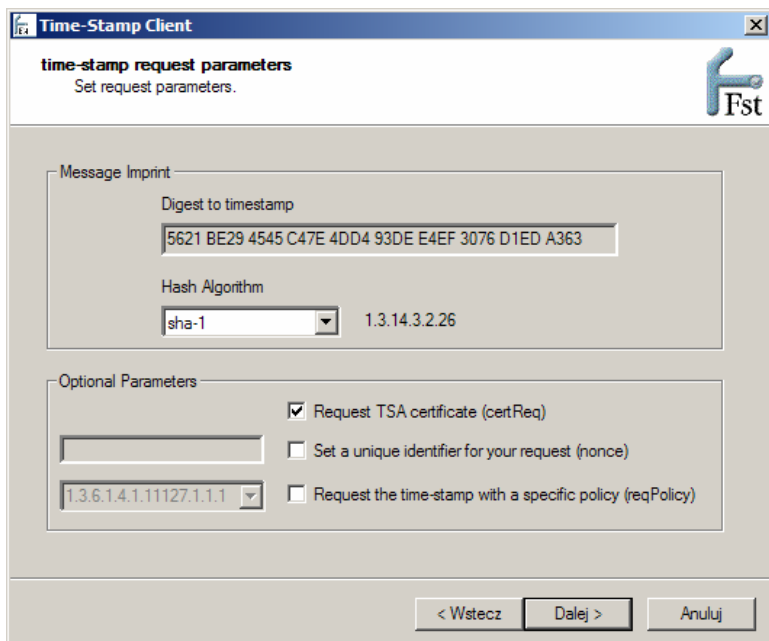 Time-Stamp Client
time-stamp request parameters
Set request parameters.
Fst
Message Imprint
Digest to timestamp
5621 BE29 4545 C47E 4DD4 93DE E4EF 3076 D1ED A363
Hash Algorithm
sha-1 1.3.14.3.2.26
Optional Parameters
Request TSA certificate (certReq)
Set a unique identifier for your request (nonce)
1.3.6.1.4.1.11127.1.1.1 Request the time-stamp with a specific policy (reqPolicy)
< Wstecz Dalej > Anuluj